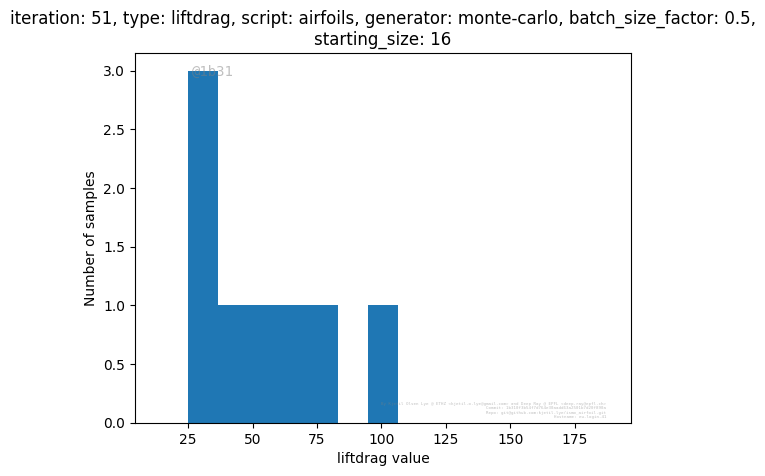 iteration: 51, type: liftdrag, script: airfoils, generator: monte-carlo, batch_size_factor: 0.5,
starting_size: 16
3.0
2.5
2.0
1.5
1.0
0.5
0.0
Number of samples
25 50 75 100 125 150 175
liftdrag value